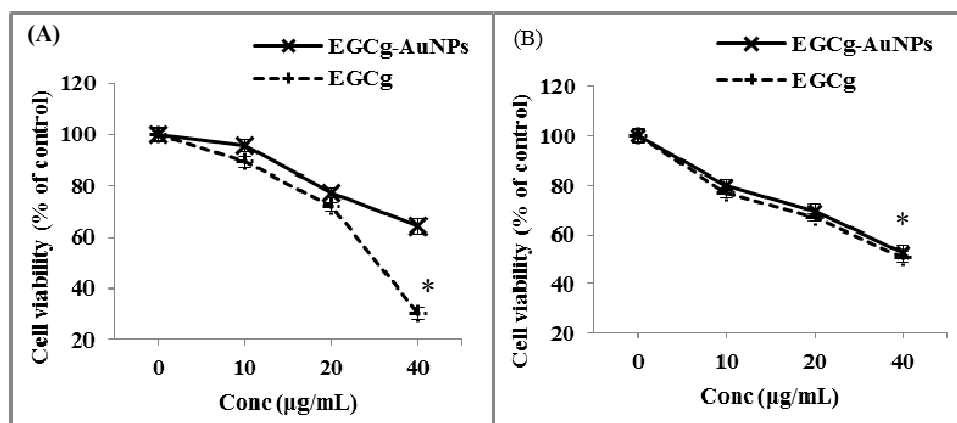 (A)
EGCg-AuNPs
EGCg
Cell viability (% of control)
120
100
80
60
40
20
*
0 10 20 40
Conc (µg/mL)
(B)
EGCg-AuNPs
EGCg
Cell viability (% of control)
120
100
80
60
40
20
*
0 10 20 40
Conc (µg/mL)